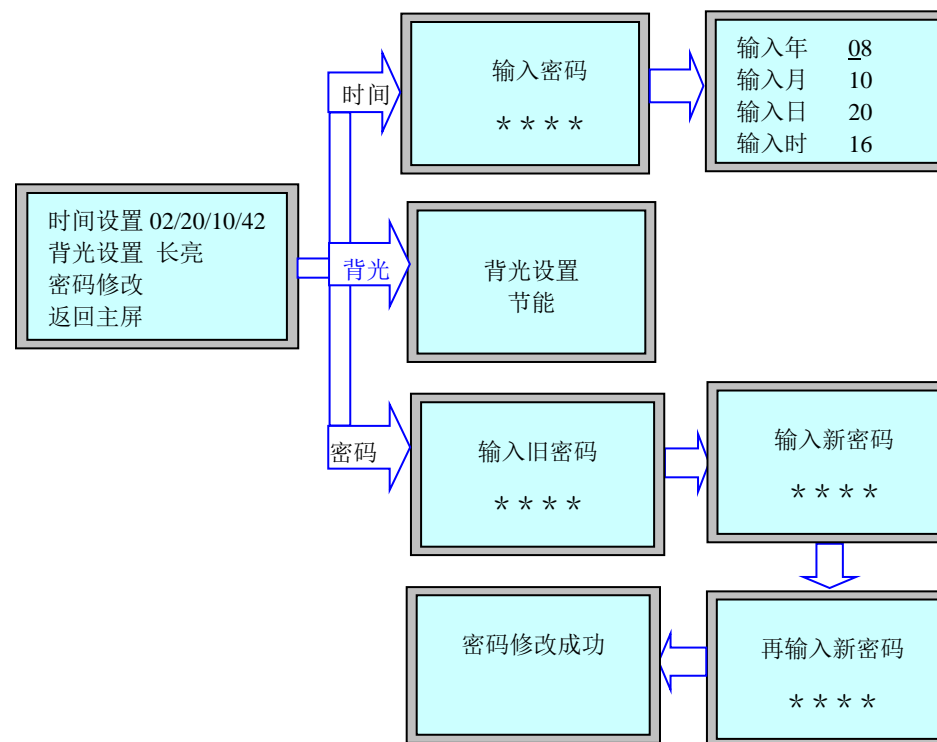 输入密码
＊＊＊＊
输入年 08
输入月 10
输入日 20
输入时 16
时间
时间设置 02/20/10/42
背光设置 长亮
密码修改
返回主屏
背光
背光设置
节能
密码
输入旧密码
＊＊＊＊
输入新密码
＊＊＊＊
密码修改成功
再输入新密码
＊＊＊＊